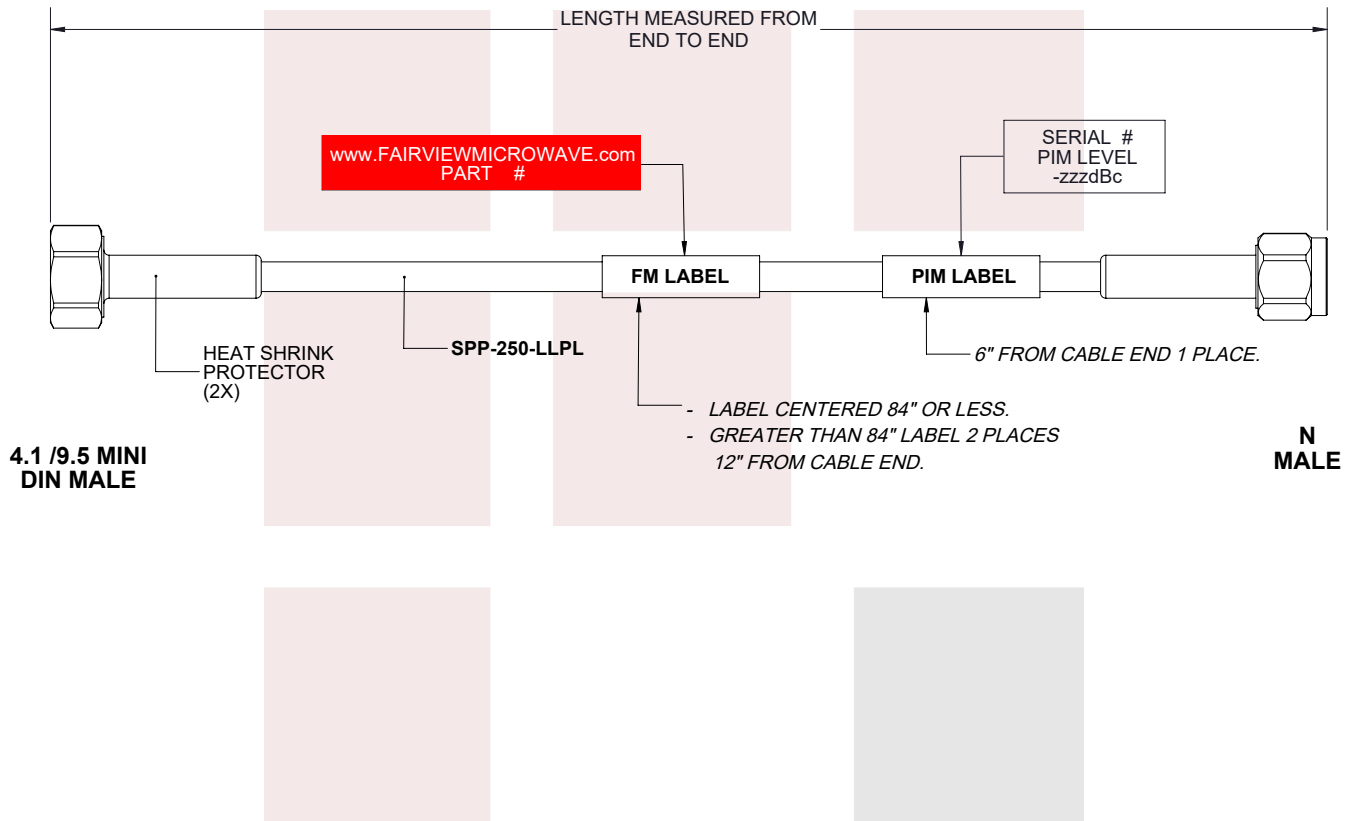 LENGTH MEASURED FROM
END TO END
www.FAIRVIEWMICROWAVE.com
PART #
SERIAL #
PIM LEVEL
-zzzdBc
FM LABEL
PIM LABEL
HEAT SHRINK
PROTECTOR
(2X)
SPP-250-LLPL
6" FROM CABLE END 1 PLACE.
- LABEL CENTERED 84" OR LESS.
- GREATER THAN 84" LABEL 2 PLACES
12" FROM CABLE END.
4.1 /9.5 MINI
DIN MALE
N
MALE